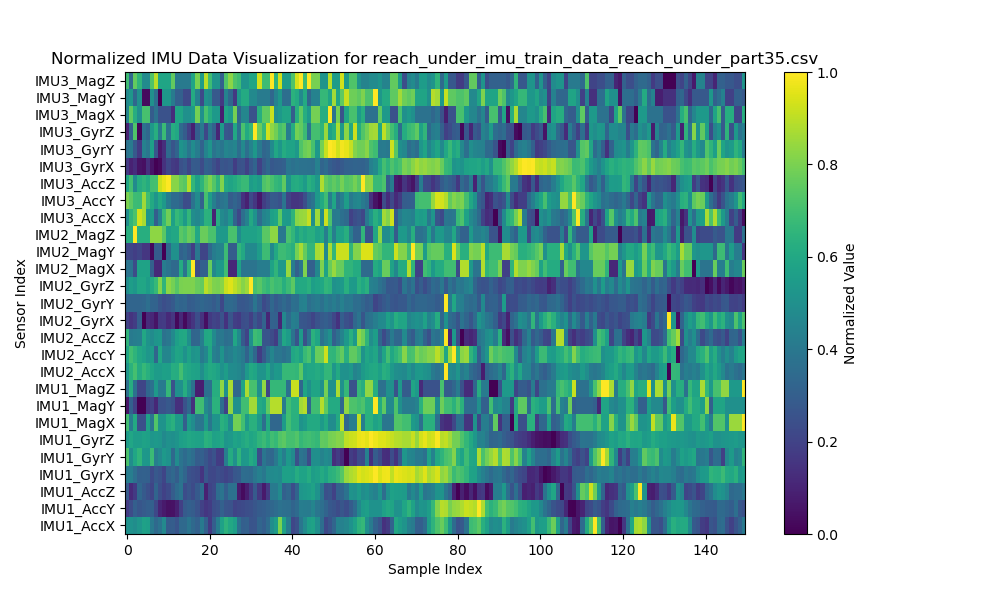 Normalized IMU Data Visualization for reach_under_imu_train_data_reach_under_part35.csv
IMU3_MagZ
IMU3_MagY
IMU3_MagX
IMU3_GyrZ
IMU3_GyrY
IMU3_GyrX
IMU3_AccZ
IMU3_AccY
IMU3_AccX
IMU2_MagZ
IMU2_MagY
IMU2_MagX
IMU2_GyrZ
IMU2_GyrY
IMU2_GyrX
IMU2_AccZ
IMU2_AccY
IMU2_AccX
IMU1_MagZ
IMU1_MagY
IMU1_MagX
IMU1_GyrZ
IMU1_GyrY
IMU1_GyrX
IMU1_AccZ
IMU1_AccY
IMU1_AccX
Sensor Index
0 20 40 60 80 100 120 140
Sample Index
1.0
0.8
0.6
0.4
0.2
0.0
Normalized Value